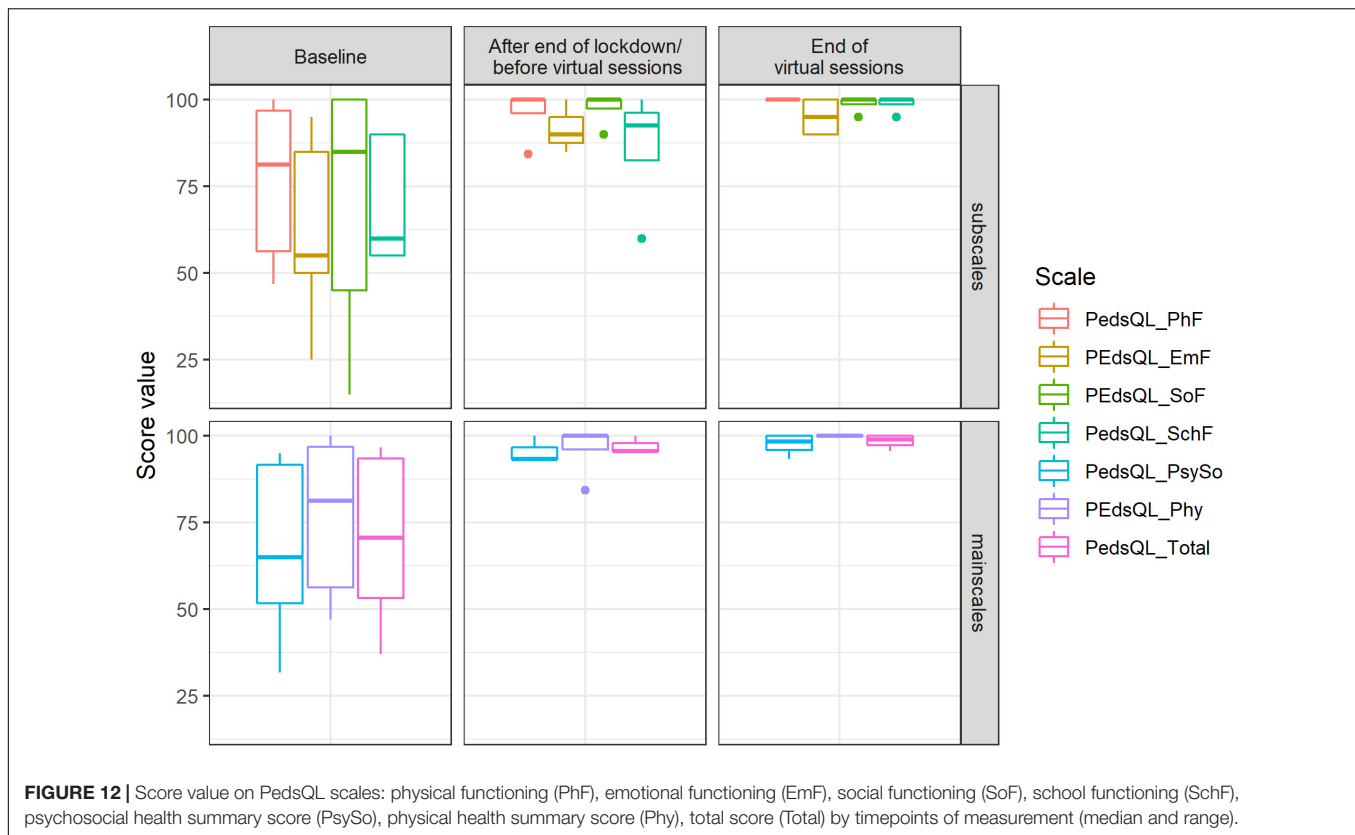 Baseline
After end of lockdown/
before virtual sessions
End of
virtual sessions
Score value
100
75
50
25
subscales
100
75
50
25
mainscales
Scale
PedsQL_PhF
PEdsQL_EmF
PEdsQL_SoF
PedsQL_SchF
PedsQL_PsySo
PEdsQL_Phy
PedsQL_Total
FIGURE 12 | Score value on PedsQL scales: physical functioning (PhF), emotional functioning (EmF), social functioning (SoF), school functioning (SchF),
psychosocial health summary score (PsySo), physical health summary score (Phy), total score (Total) by timepoints of measurement (median and range).